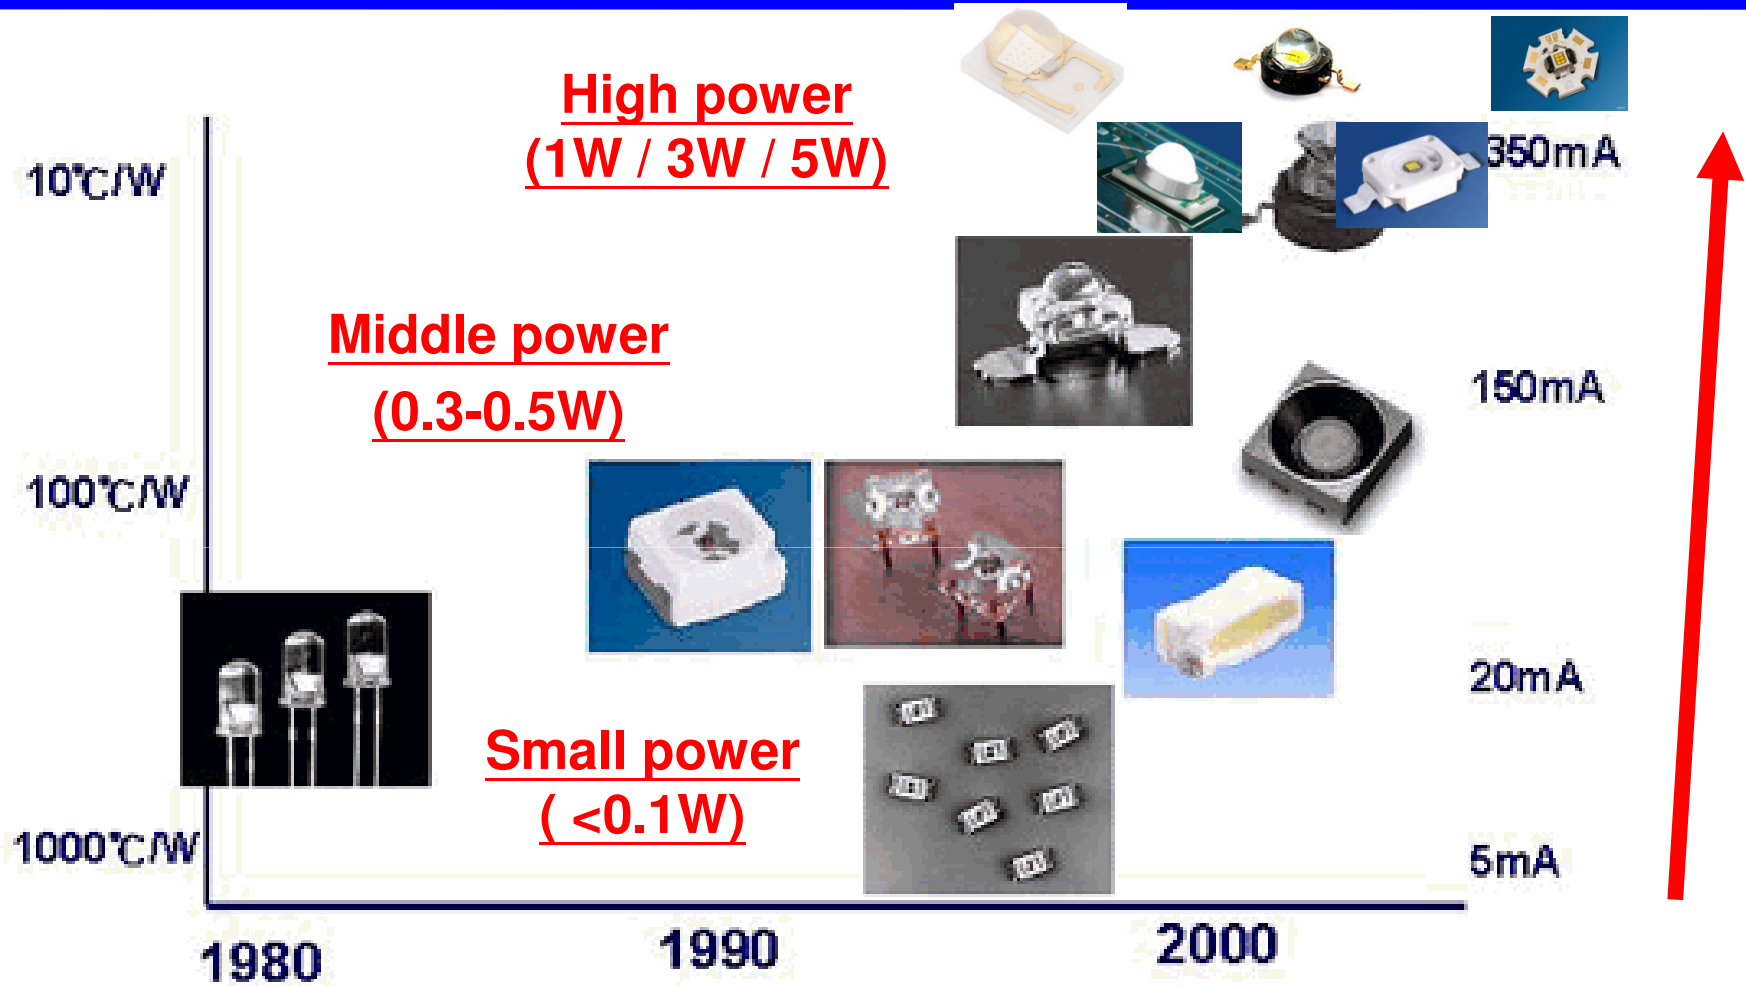 High power
(1W / 3W / 5W)
10℃/W
350mA
Middle power
(0.3-0.5W)
150mA
100℃/W
20mA
Small power
( <0.1W)
1000℃/W
5mA
1980
1990
2000